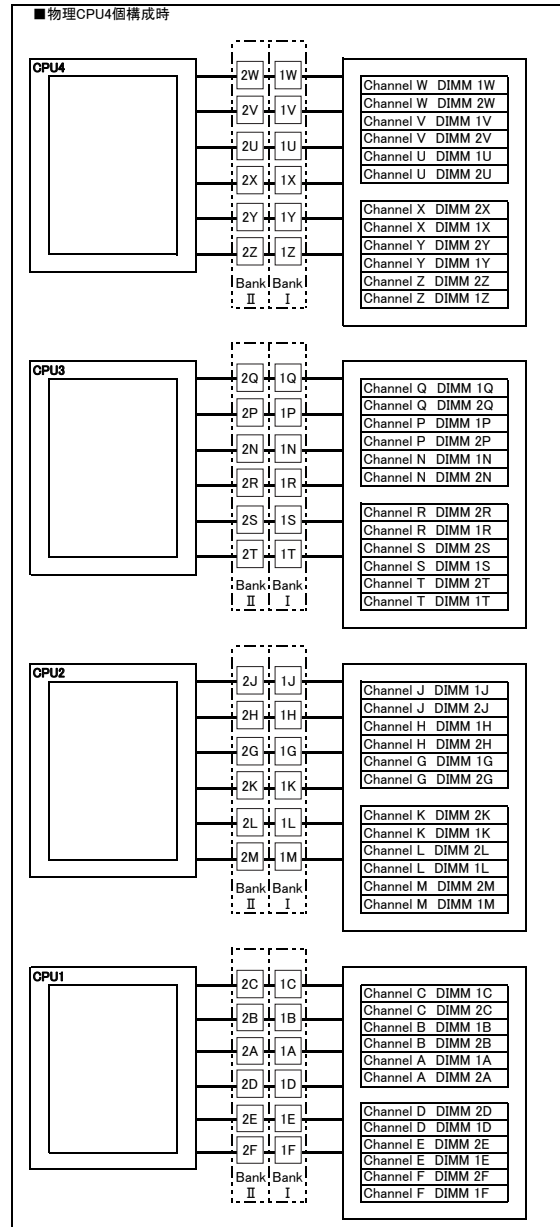 ■物理CPU4個構成時
CPU4
2W 1W
2V 1V
2U 1U
2X 1X
2Y 1Y
2Z 1Z
Bank Bank
Ⅱ Ⅰ
Channel W DIMM 1W
Channel W DIMM 2W
Channel V DIMM 1V
Channel V DIMM 2V
Channel U DIMM 1U
Channel U DIMM 2U
Channel X DIMM 2X
Channel X DIMM 1X
Channel Y DIMM 2Y
Channel Y DIMM 1Y
Channel Z DIMM 2Z
Channel Z DIMM 1Z
CPU3
2Q 1Q
2P 1P
2N 1N
2R 1R
2S 1S
2T 1T
Bank Bank
Ⅱ Ⅰ
Channel Q DIMM 1Q
Channel Q DIMM 2Q
Channel P DIMM 1P
Channel P DIMM 2P
Channel N DIMM 1N
Channel N DIMM 2N
Channel R DIMM 2R
Channel R DIMM 1R
Channel S DIMM 2S
Channel S DIMM 1S
Channel T DIMM 2T
Channel T DIMM 1T
CPU2
2J 1J
2H 1H
2G 1G
2K 1K
2L 1L
2M 1M
Bank Bank
Ⅱ Ⅰ
Channel J DIMM 1J
Channel J DIMM 2J
Channel H DIMM 1H
Channel H DIMM 2H
Channel G DIMM 1G
Channel G DIMM 2G
Channel K DIMM 2K
Channel K DIMM 1K
Channel L DIMM 2L
Channel L DIMM 1L
Channel M DIMM 2M
Channel M DIMM 1M
CPU1
2C 1C
2B 1B
2A 1A
2D 1D
2E 1E
2F 1F
Bank Bank
Ⅱ Ⅰ
Channel C DIMM 1C
Channel C DIMM 2C
Channel B DIMM 1B
Channel B DIMM 2B
Channel A DIMM 1A
Channel A DIMM 2A
Channel D DIMM 2D
Channel D DIMM 1D
Channel E DIMM 2E
Channel E DIMM 1E
Channel F DIMM 2F
Channel F DIMM 1F